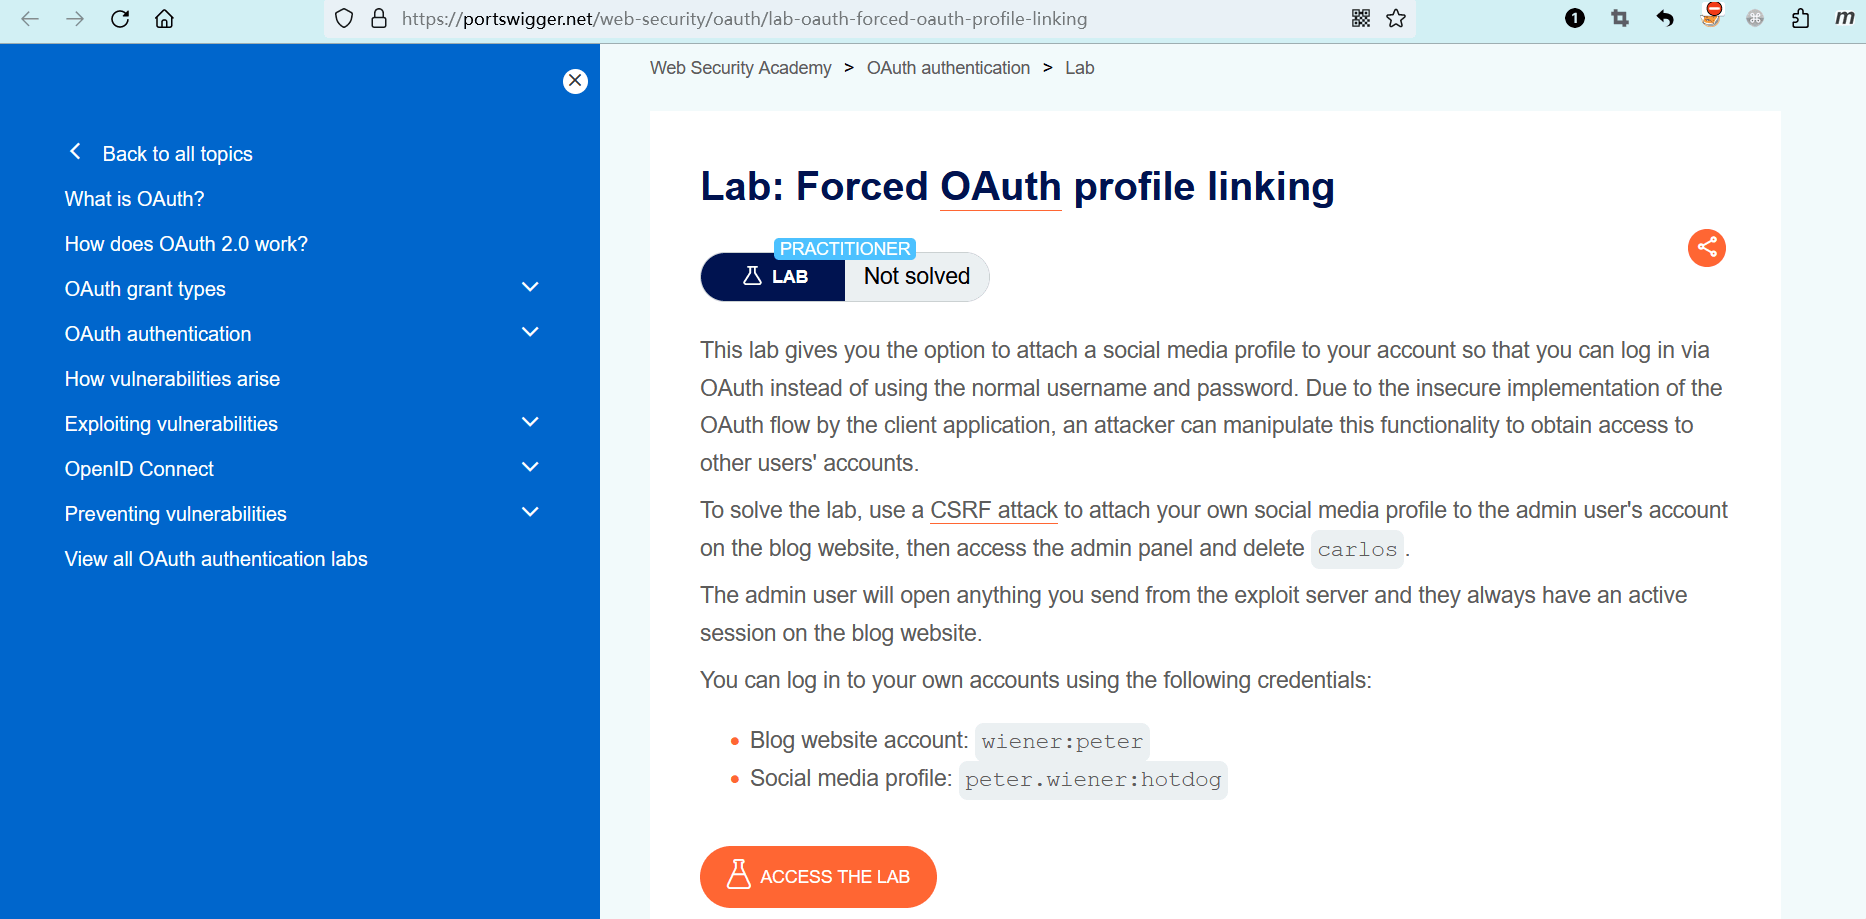 https://portswigger.net/web-security/oauth/lab-oauth-forced-oauth-profile-linking
1
m
Back to all topics
What is OAuth?
How does OAuth 2.0 work?
OAuth grant types
OAuth authentication
How vulnerabilities arise
Exploiting vulnerabilities
OpenID Connect
Preventing vulnerabilities
View all OAuth authentication labs
Web Security Academy > OAuth authentication > Lab
Lab: Forced OAuth profile linking
PRACTITIONER
LAB Not solved
This lab gives you the option to attach a social media profile to your account so that you can log in via
OAuth instead of using the normal username and password. Due to the insecure implementation of the
OAuth flow by the client application, an attacker can manipulate this functionality to obtain access to
other users' accounts.
To solve the lab, use a CSRF attack to attach your own social media profile to the admin user's account
on the blog website, then access the admin panel and delete carlos.
The admin user will open anything you send from the exploit server and they always have an active
session on the blog website.
You can log in to your own accounts using the following credentials:
• Blog website account: wiener:peter
• Social media profile: peter.wiener:hotdog
ACCESS THE LAB